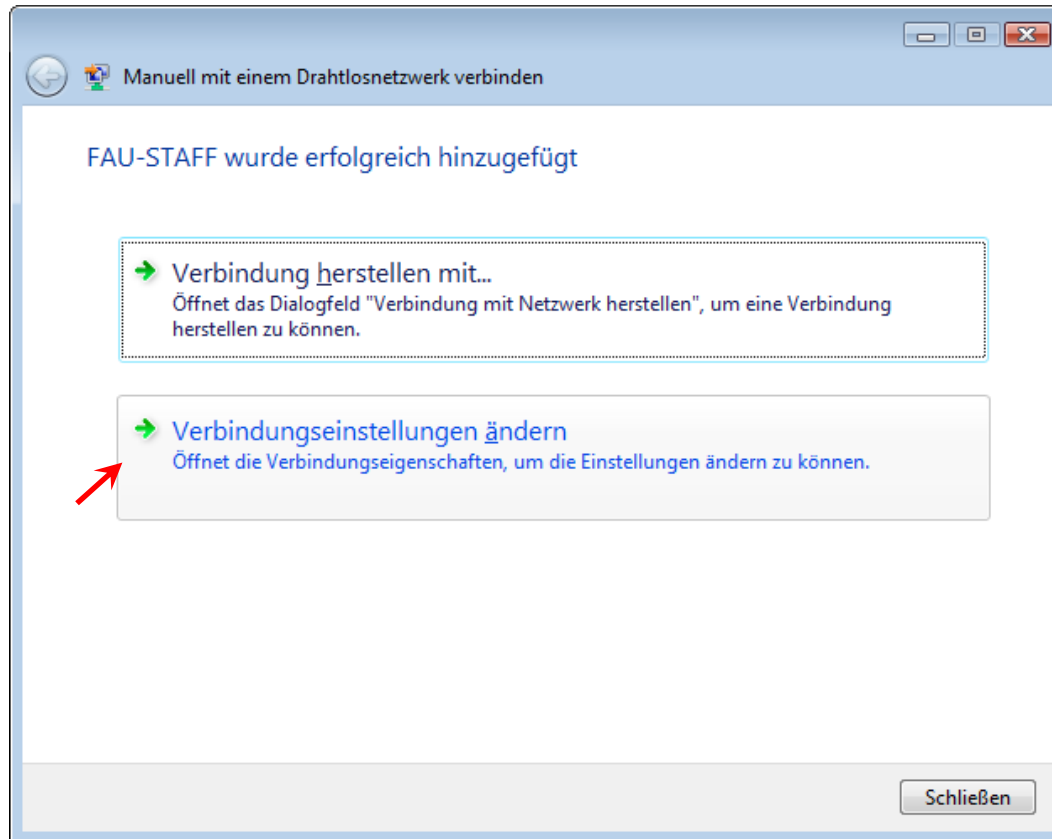 Manuell mit einem Drahtlosnetzwerk verbinden
FAU-STAFF wurde erfolgreich hinzugefügt
Verbindung herstellen mit...
Öffnet das Dialogfeld "Verbindung mit Netzwerk herstellen", um eine Verbindung
herstellen zu können.
Verbindungseinstellungen ändern
Öffnet die Verbindungseigenschaften, um die Einstellungen ändern zu können.
Schließen